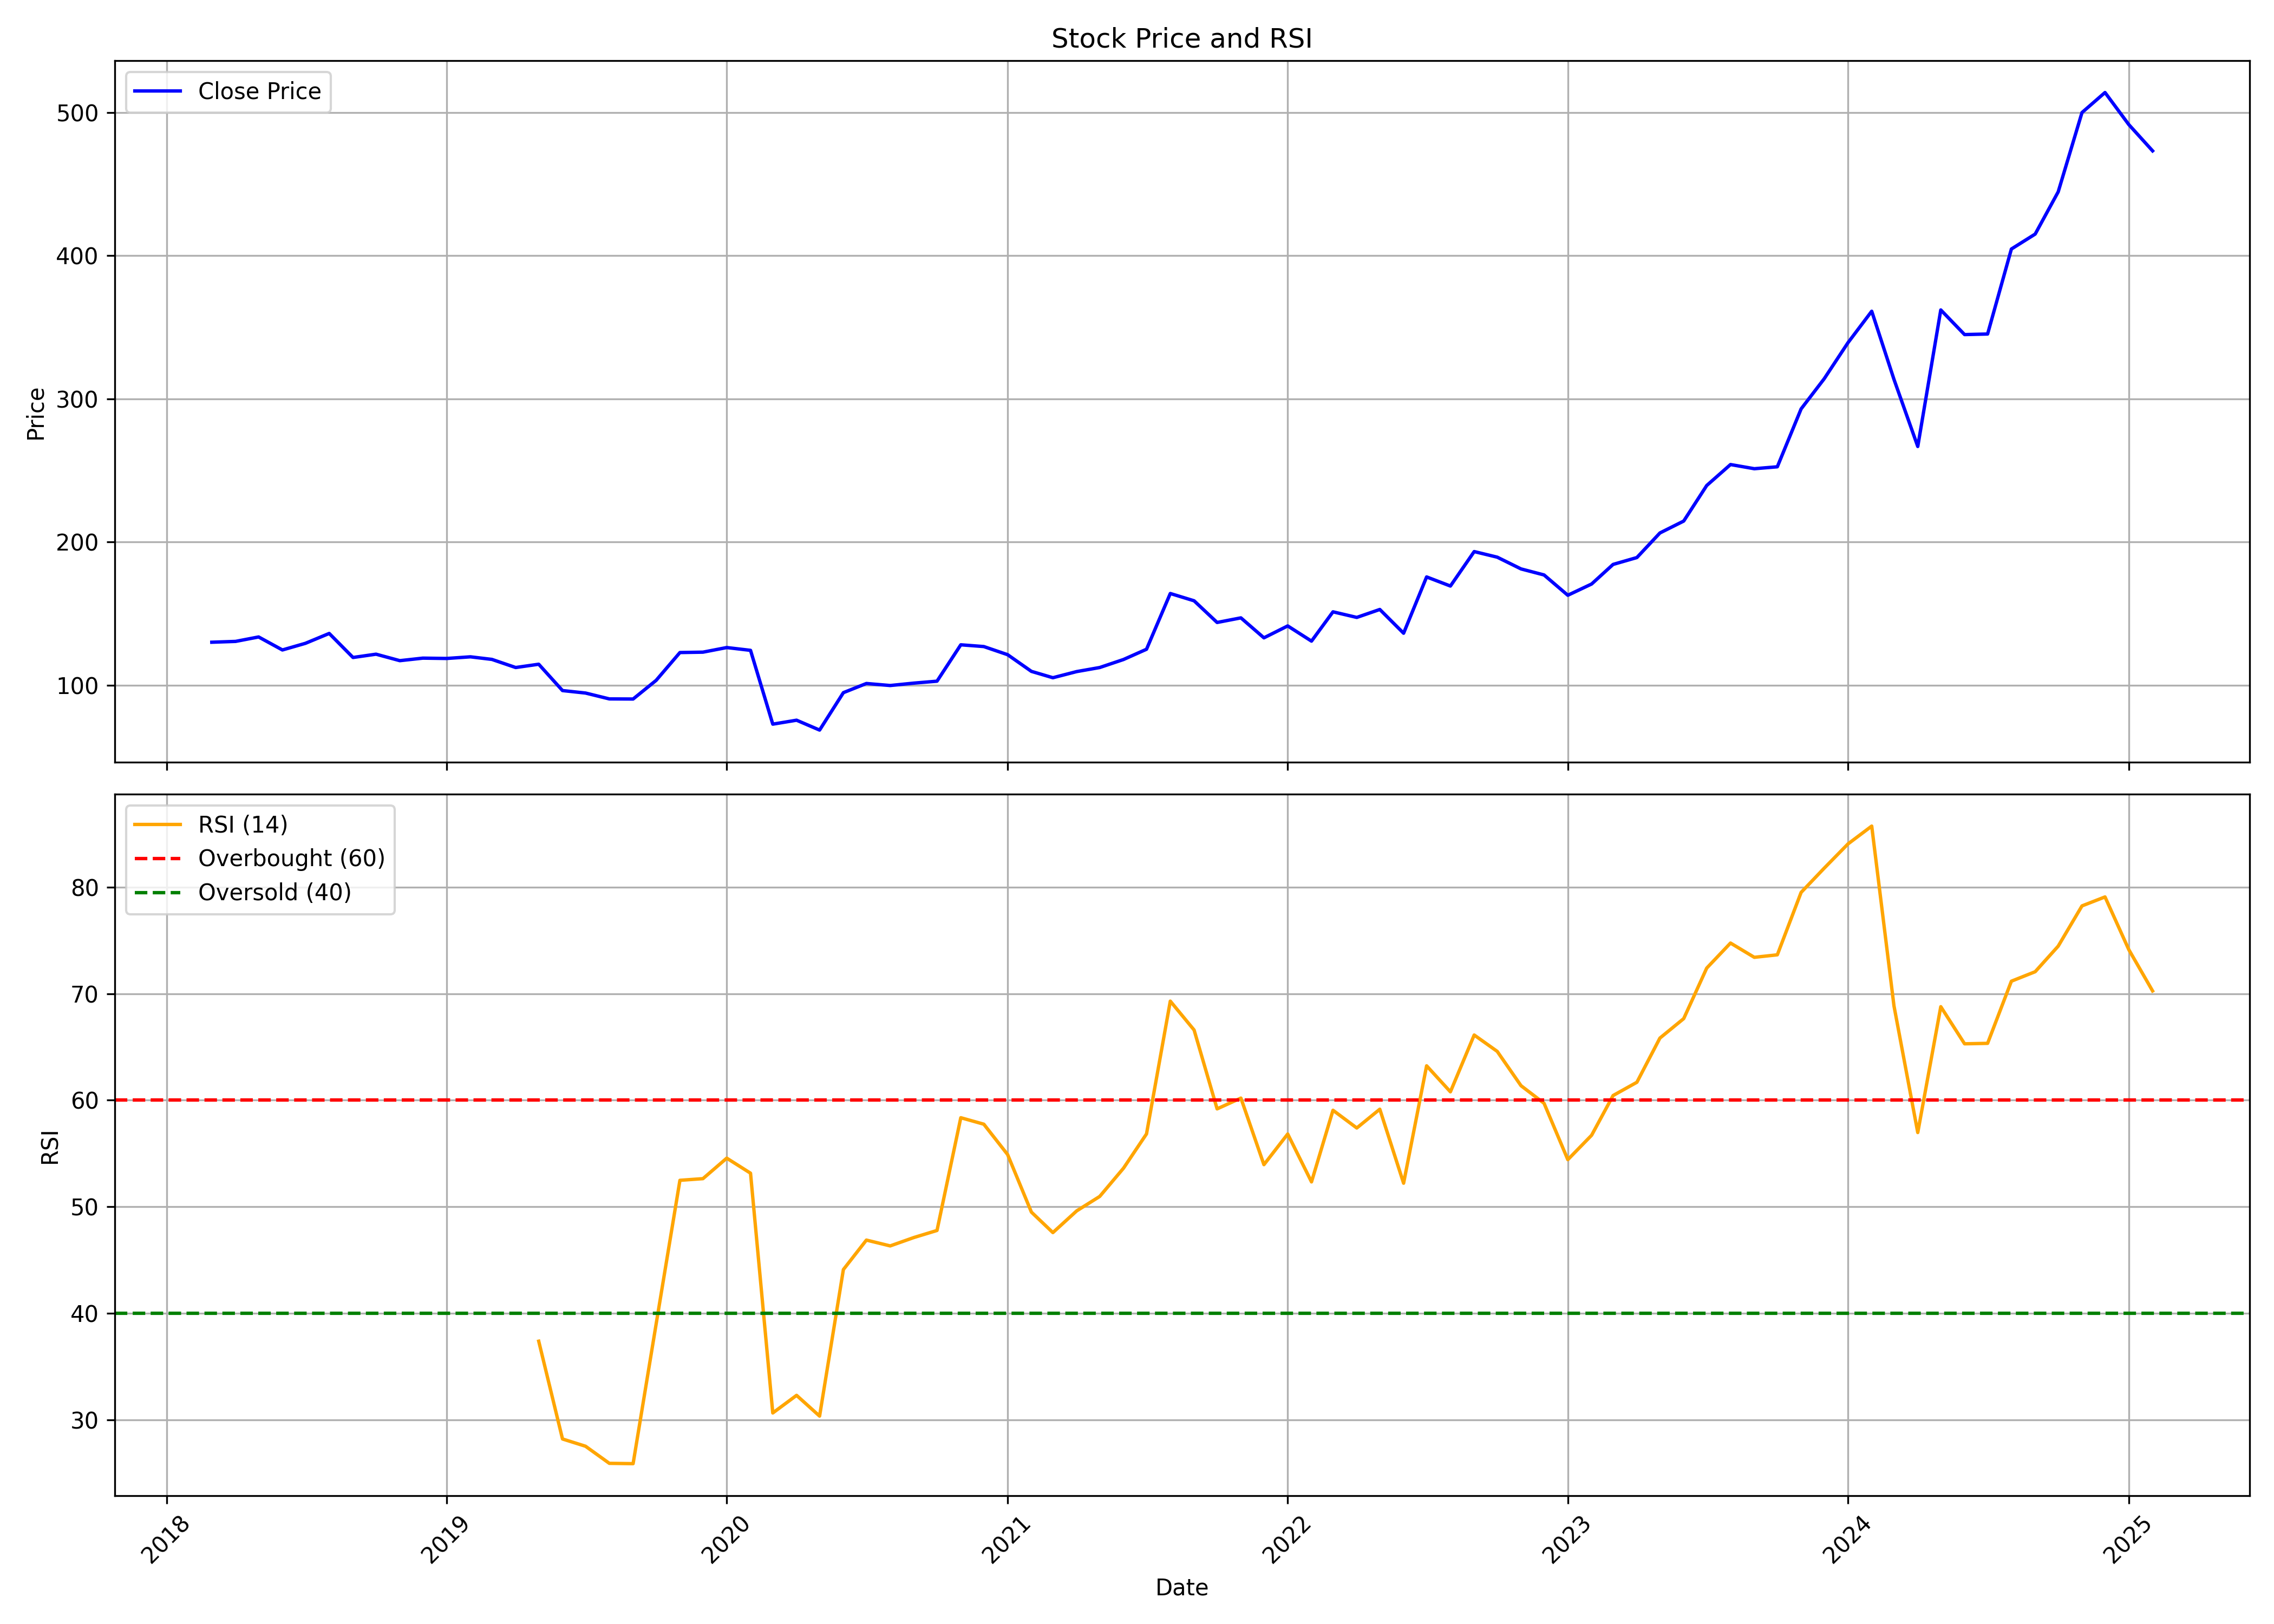 Stock Price and RSI
Close Price
500
400
300
200
100
Price
RSI (14)
Overbought (60)
Oversold (40)
80
70
60
50
40
30
RSI
2018
2019
2020
2021
2022
2023
2024
2025
Date